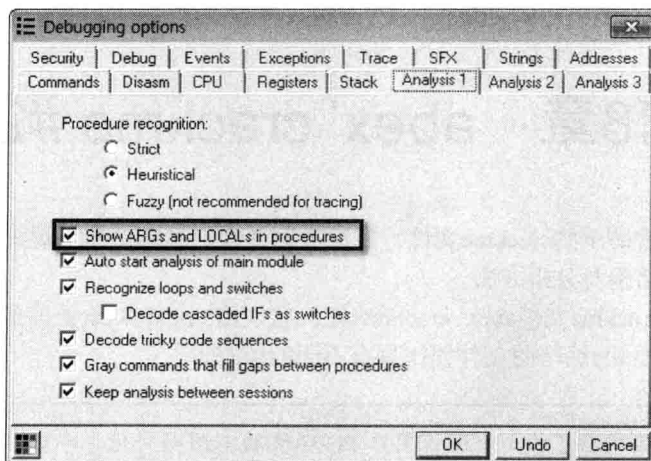 Debugging options
Security Debug Events Exceptions Trace SFX Strings Addresses
Commands Disasm CPU Registers Stack Analysis 1 Analysis 2 Analysis 3
Procedure recognition:
Strict
Heuristical
Fuzzy (not recommended for tracing)
Show ARGs and LOCALs in procedures
Auto start analysis of main module
Recognize loops and switches
Decode cascaded IFs as switches
Decode tricky code sequences
Gray commands that fill gaps between procedures
Keep analysis between sessions
OK Undo Cancel